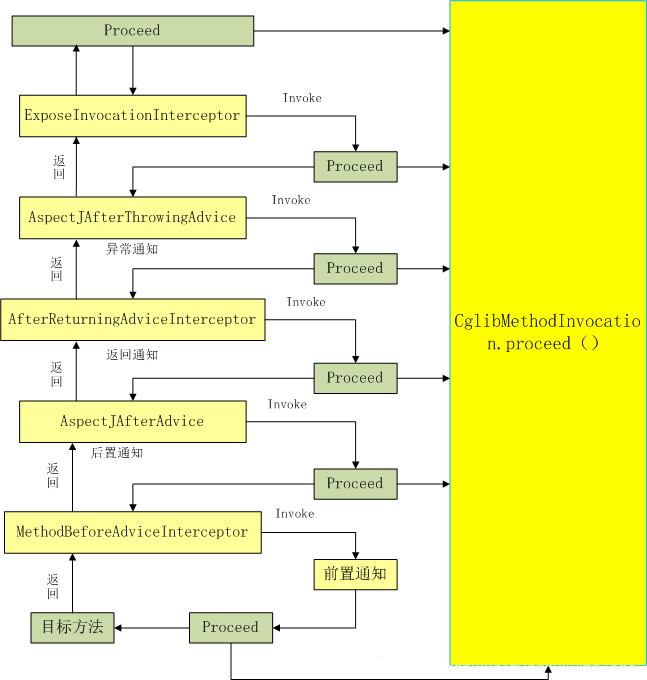 Proceed
ExposeInvocationInterceptor
Invoke
Proceed
返
回
AspectJAfterThrowingAdvice
Invoke
异常通知
Proceed
返
回
AfterReturningAdviceInterceptor
Invoke
返回通知
Proceed
返
回
AspectJAfterAdvice
Invoke
后置通知
Proceed
返
回
MethodBeforeAdviceInterceptor
Invoke
前置通知
返
回
目标方法
Proceed
CglibMethodInvocatio
n.proceed（）